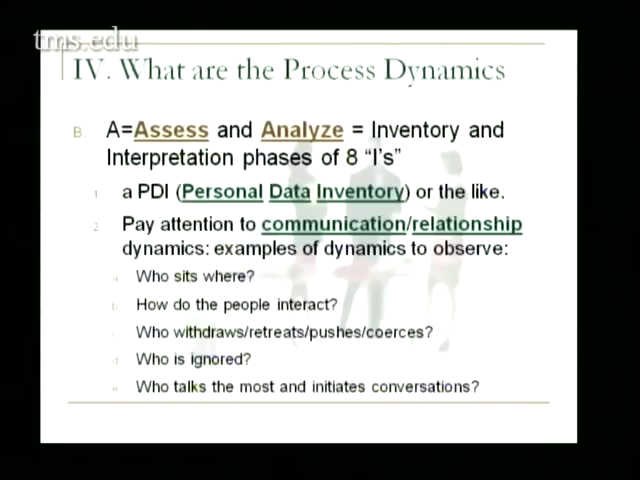 tms.edu
IV. What are the Process Dynamics
B. A=Assess and Analyze = Inventory and
Interpretation phases of 8 “I’s”
1 a PDI (Personal Data Inventory) or the like.
2 Pay attention to communication/relationship
dynamics: examples of dynamics to observe:
a Who sits where?
b How do the people interact?
c Who withdraws/retreats/pushes/coerces?
d Who is ignored?
e Who talks the most and initiates conversations?